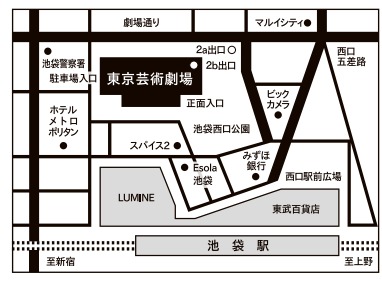 劇場通り
マルイシティ
2a出口
西口
五差路
池袋警察署
2b出口
駐車場入口
東京芸術劇場
正面入口
ビック
カメラ
ホテル
メトロ
ポリタン
池袋西口公園
スパイス2
みずほ
銀行
Esola
池袋
西口駅前広場
LUMINE
東武百貨店
池袋駅
至新宿
至上野